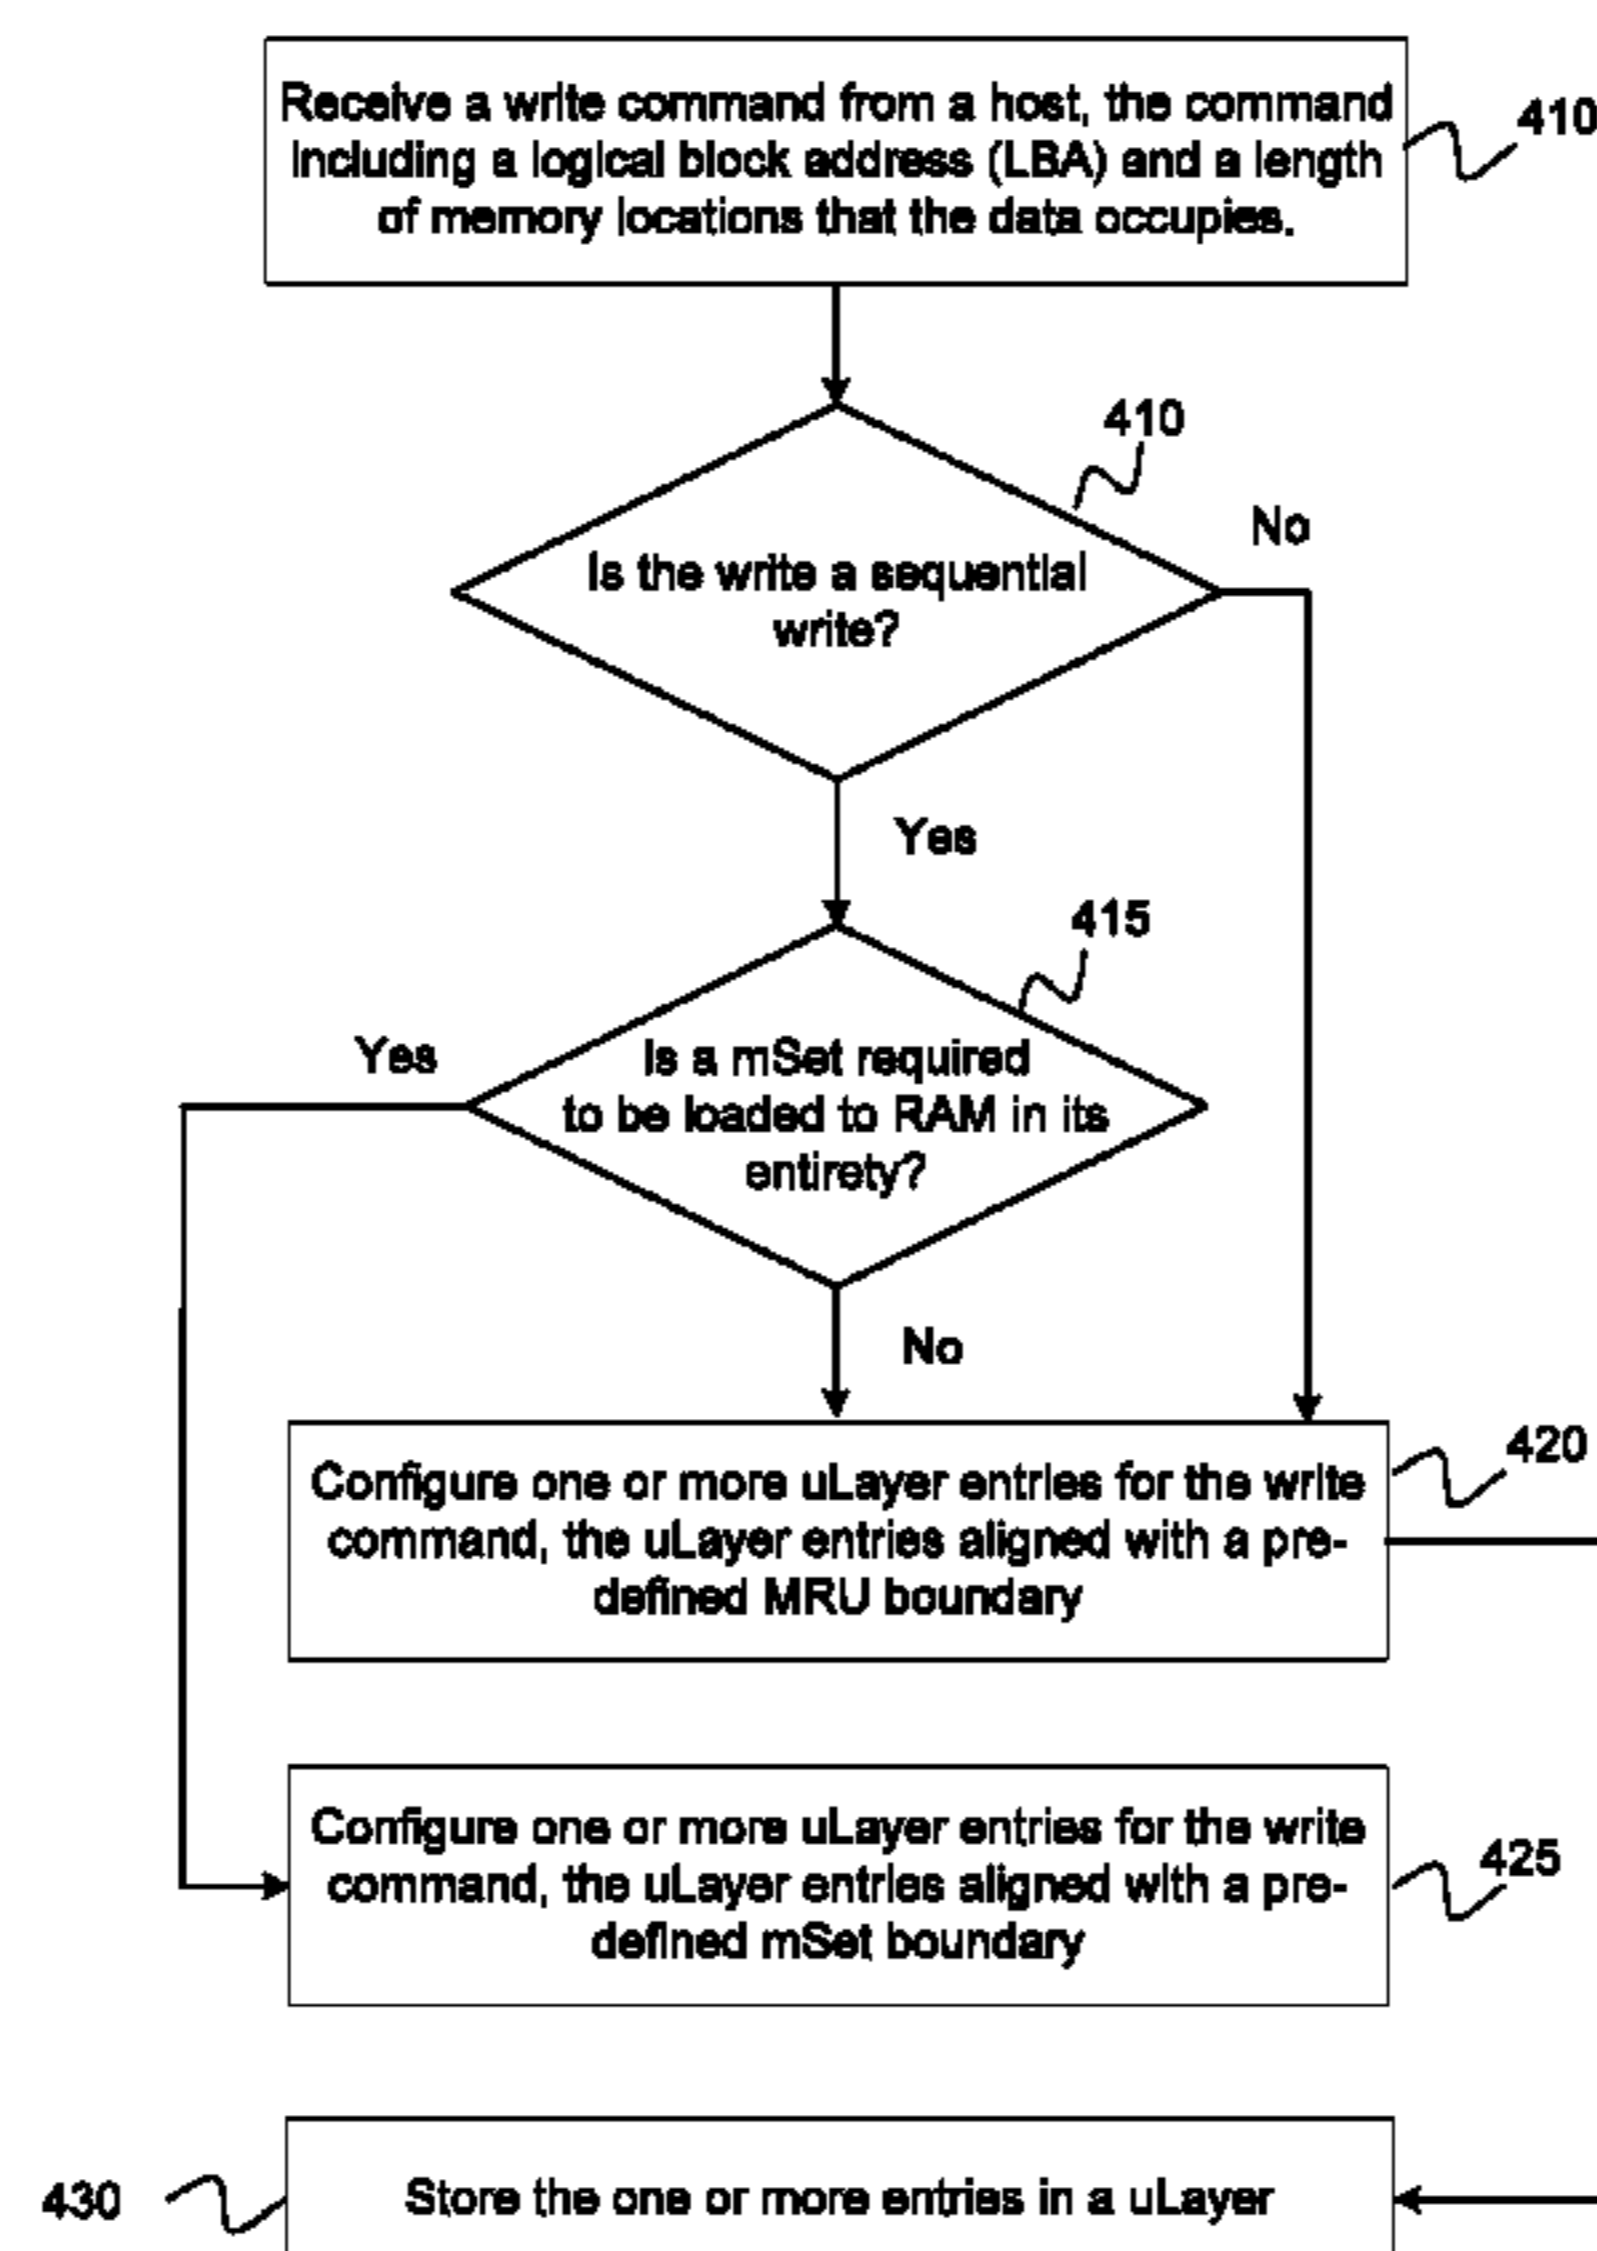 Receive a write command from a host, the command
including a logical block address (LBA) and a length
of memory locations that the data occupies.
410
410
No
Is the write a sequential
write?
Yes
415
Yes
Is a mSet required
to be loaded to RAM in its
entirety?
No
420
Configure one or more uLayer entries for the write
command, the uLayer entries aligned with a pre-
defined MRU boundary
Configure one or more uLayer entries for the write
command, the uLayer entries aligned with a pre-
defined mSet boundary
425
430
Store the one or more entries in a uLayer